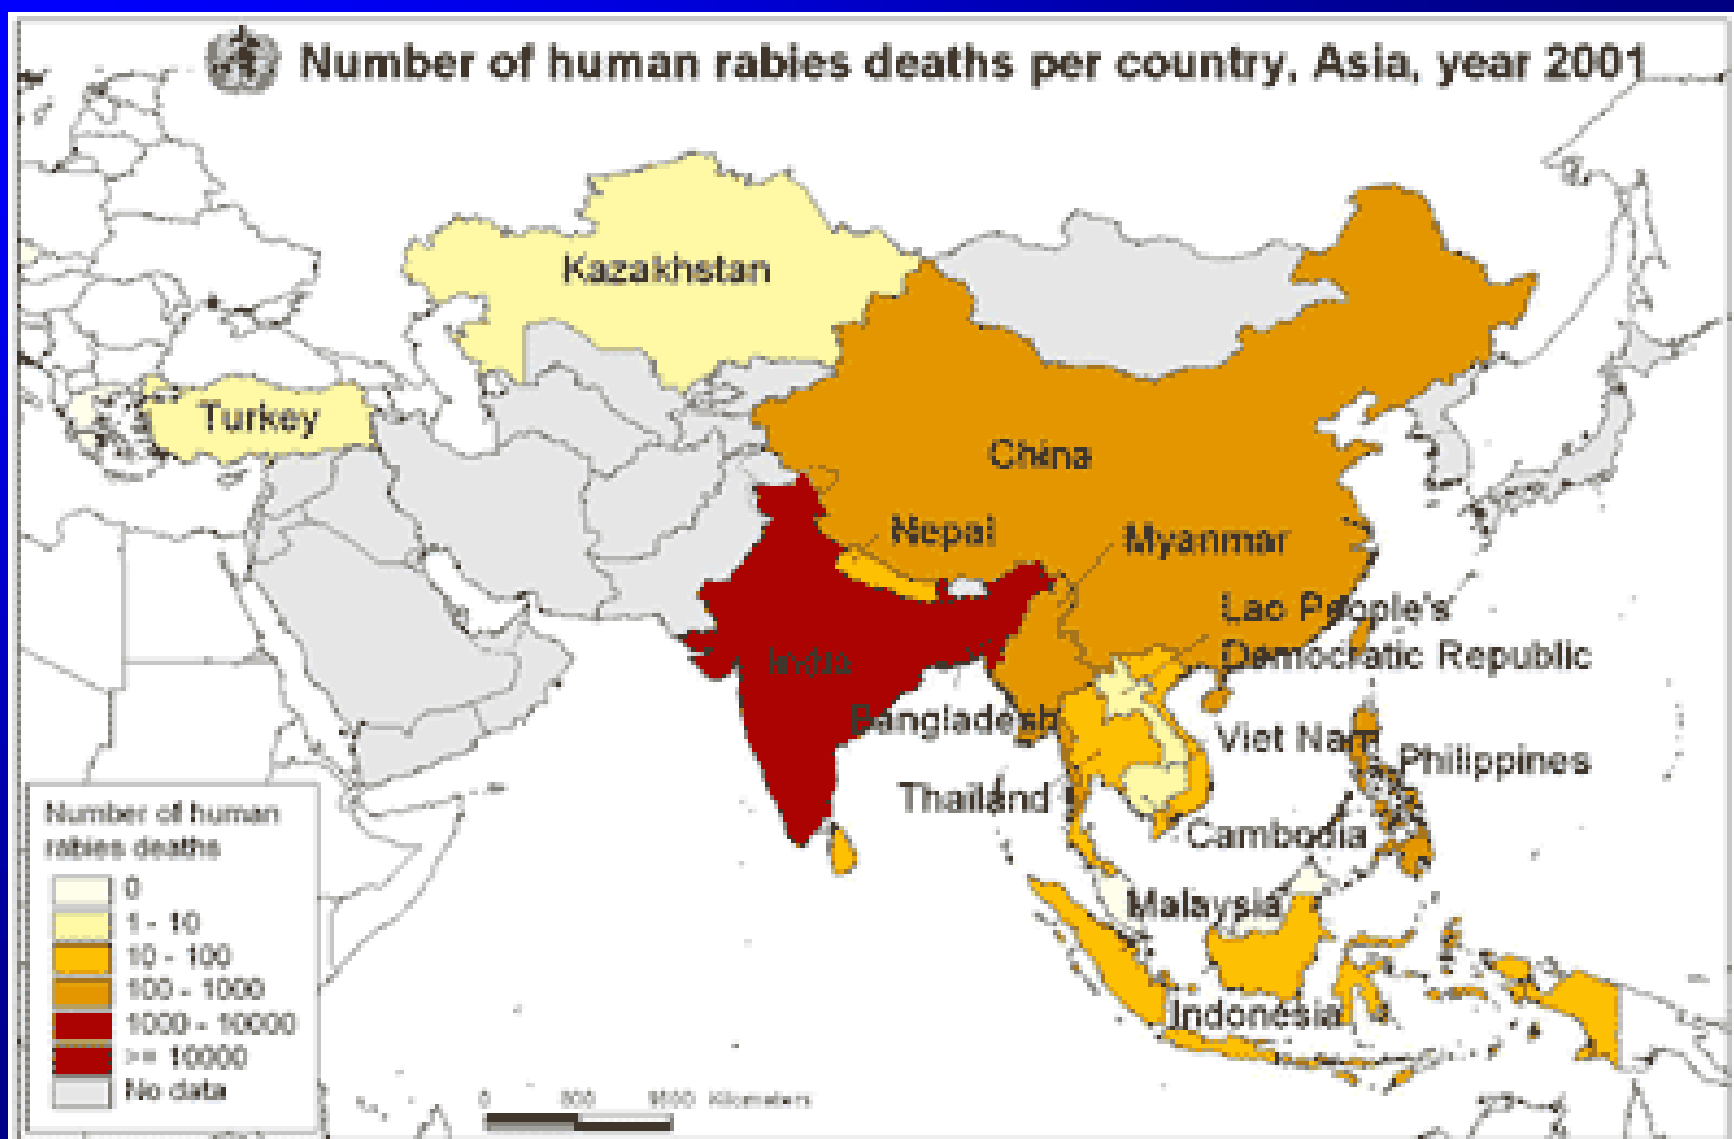 Number of human rabies deaths per country, Asia, year 2001
Kazakhstan
Turkey
China
Nepal
Myanmar
Lao People's
Democratic Republic
India
Bangladesh
Viet Nam
Philippines
Thailand
Cambodia
Malaysia
Indonesia
Number of human
rabies deaths
0
1 - 10
10 - 100
100 - 1000
1000 - 10000
>= 10000
No data
0 800 Kilometers